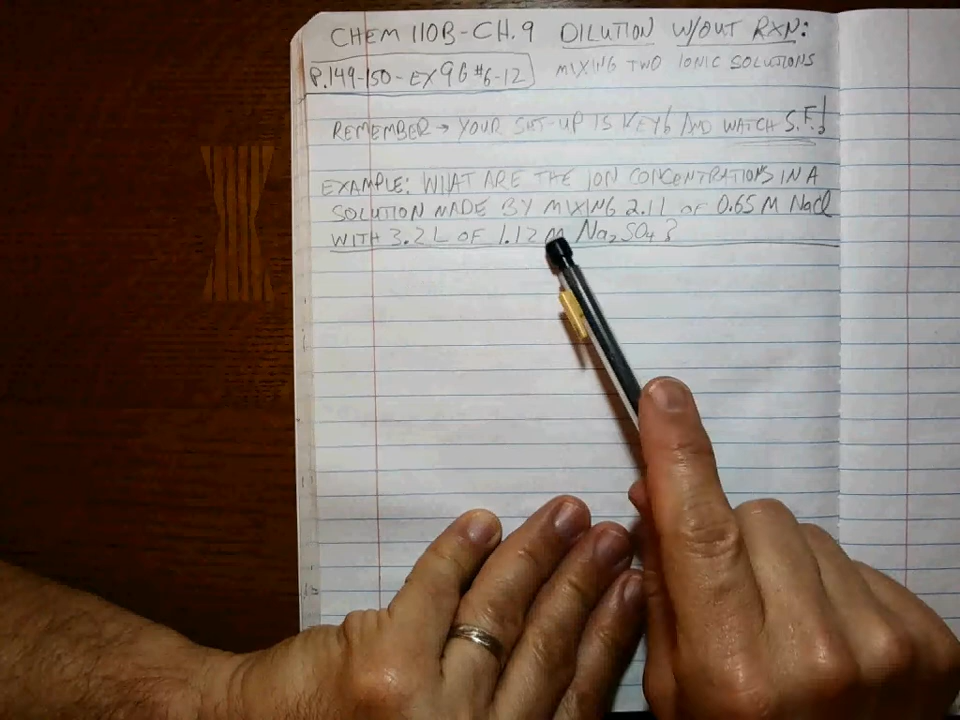 CHEM 110B-CH.9 DILUTION W/OUT RXN:
P.149-150-EX 9G #6-12 MIXING TWO IONIC SOLUTIONS
REMEMBER → YOUR SET-UP IS KEY! AND WATCH S.F.!
EXAMPLE: WHAT ARE THE ION CONCENTRATIONS IN A
SOLUTION MADE BY MIXING 2.1L OF 0.65 M NaCl
WITH 3.2L OF 1.12 M Na₂SO₄?